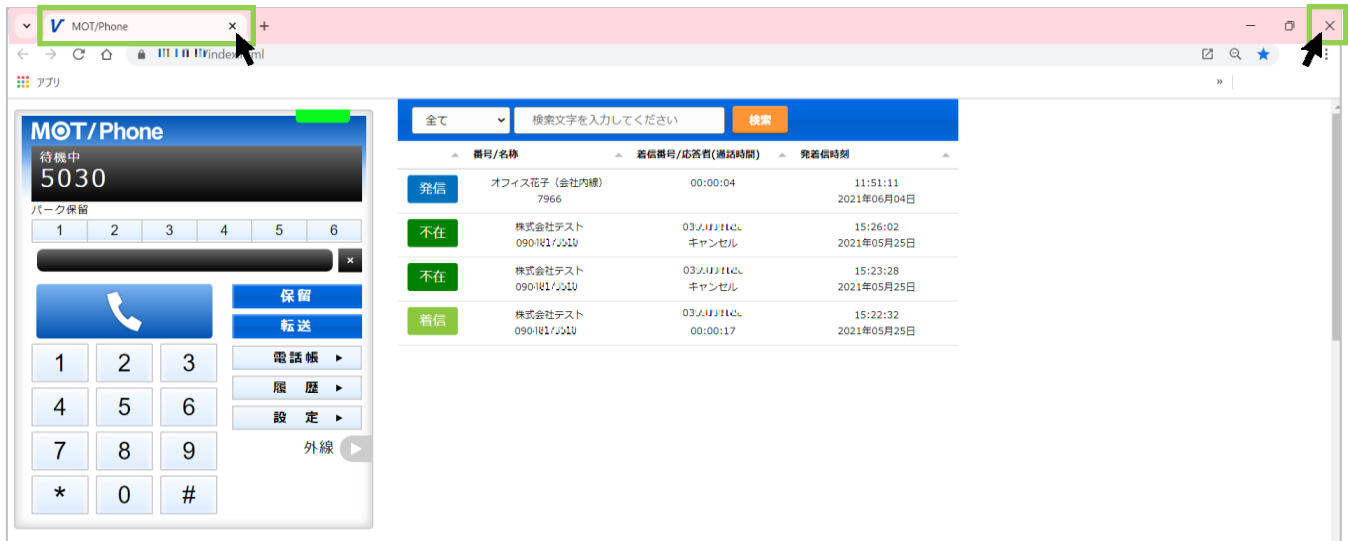 MOT/Phone
アプリ
MOT/Phone
待機中
5030
パーク保留
1 2 3 4 5 6
×
保留
転送
電話帳
履 歴
設 定
外線
1 2 3
4 5 6
7 8 9
* 0 #
全て 検索文字を入力してください 検索
番号/名称 着信番号/応答者(通話時間) 発着信時刻
発信 オフィス花子（会社内線） 00:00:04 11:51:11
7966 2021年06月04日
不在 株式会社テスト 15:26:02
キャンセル 2021年05月25日
不在 株式会社テスト 15:23:28
キャンセル 2021年05月25日
着信 株式会社テスト 15:22:32
00:00:17 2021年05月25日